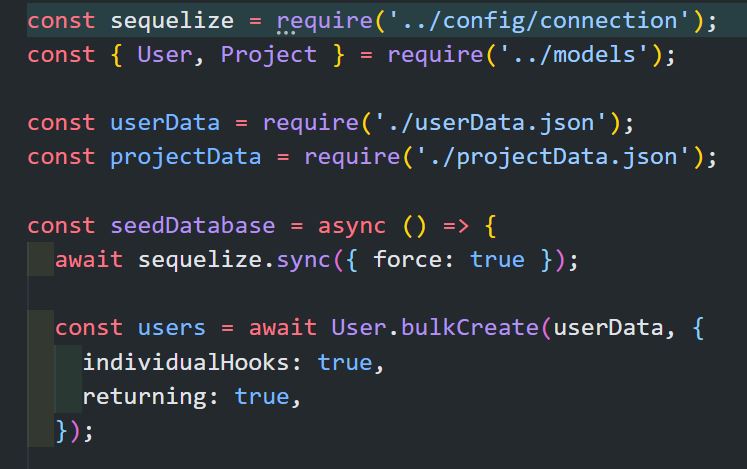 const sequelize = require('../config/connection');
const { User, Project } = require('../models');
const userData = require('./userData.json');
const projectData = require('./projectData.json');
const seedDatabase = async () => {
  await sequelize.sync({ force: true });
  const users = await User.bulkCreate(userData, {
    individualHooks: true,
    returning: true,
  });